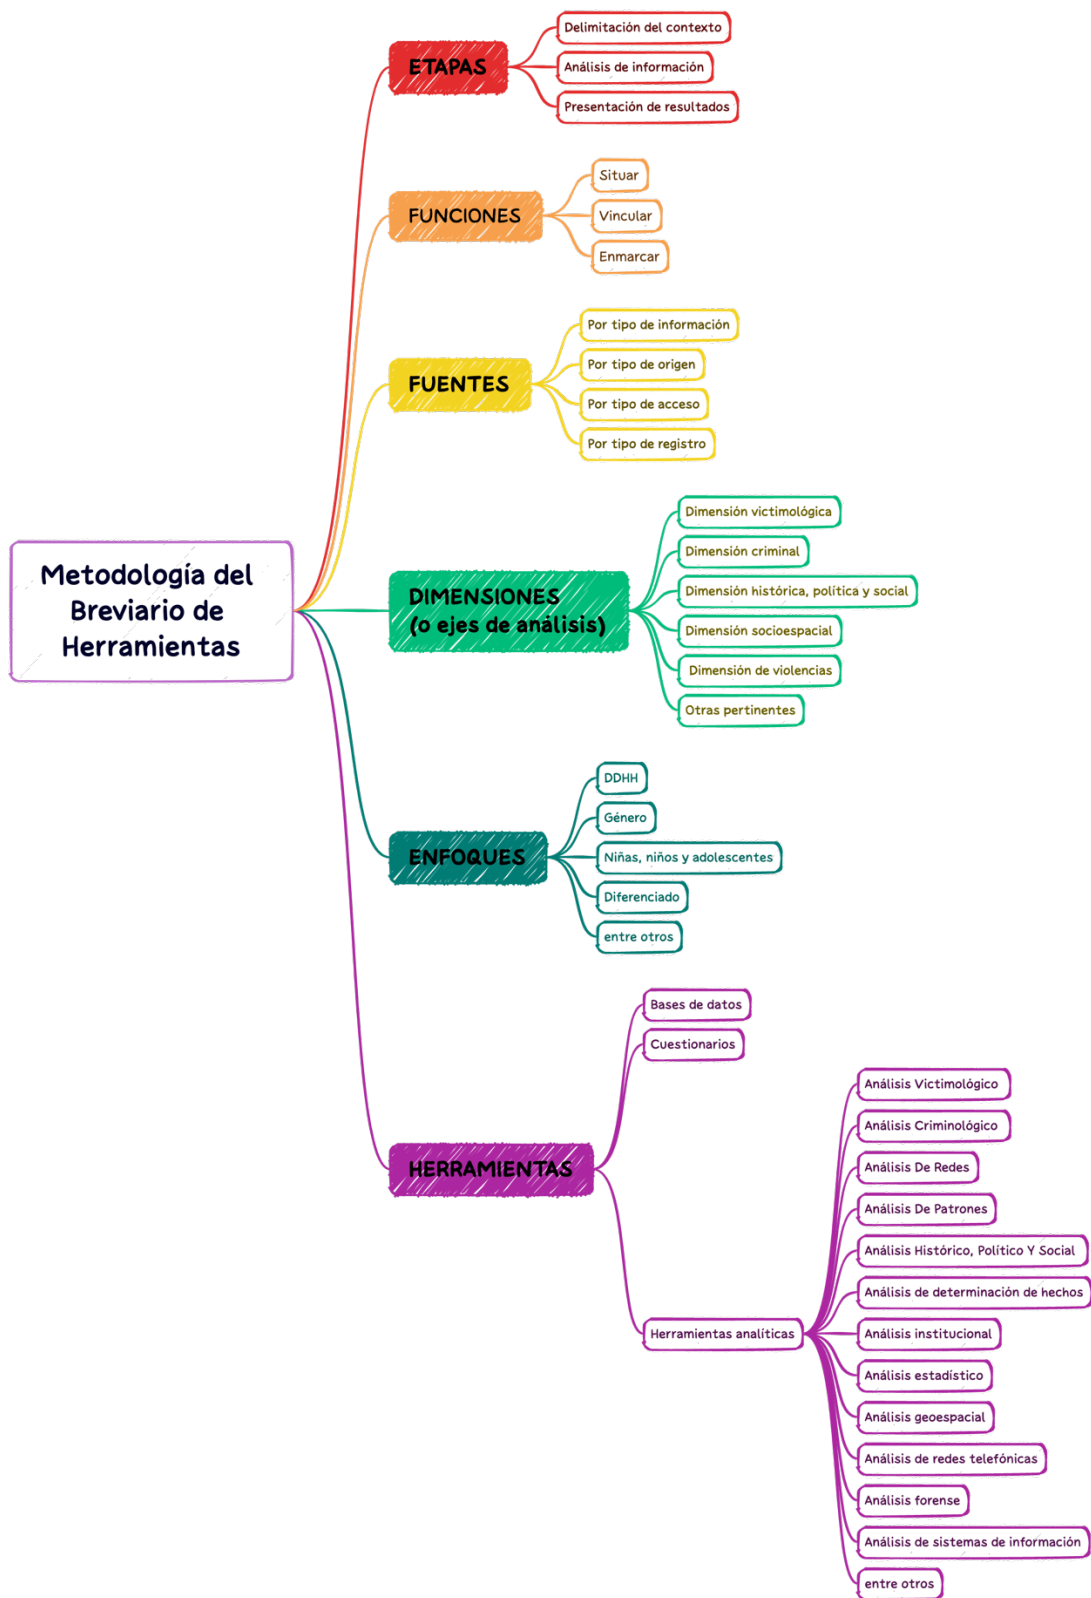 Metodología del
Breviario de
Herramientas
ETAPAS
Delimitación del contexto
Análisis de información
Presentación de resultados
FUNCIONES
Situar
Vincular
Enmarcar
FUENTES
Por tipo de información
Por tipo de origen
Por tipo de acceso
Por tipo de registro
DIMENSIONES
(o ejes de análisis)
Dimensión victimológica
Dimensión criminal
Dimensión histórica, política y social
Dimensión socioespacial
Dimensión de violencias
Otras pertinentes
ENFOQUES
DDHH
Género
Niñas, niños y adolescentes
Diferenciado
entre otros
HERRAMIENTAS
Bases de datos
Cuestionarios
Herramientas analíticas
Análisis Victimológico
Análisis Criminológico
Análisis De Redes
Análisis De Patrones
Análisis Histórico, Político Y Social
Análisis de determinación de hechos
Análisis institucional
Análisis estadístico
Análisis geoespacial
Análisis de redes telefónicas
Análisis forense
Análisis de sistemas de información
entre otros